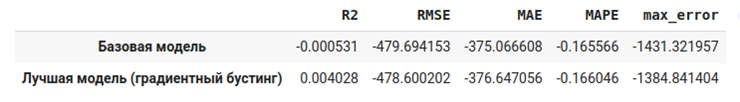 R2 RMSE MAE MAPE max_error
Базовая модель -0.000531 -479.694153 -375.066608 -0.165566 -1431.321957
Лучшая модель (градиентный бустинг) 0.004028 -478.600202 -376.647056 -0.166046 -1384.841404